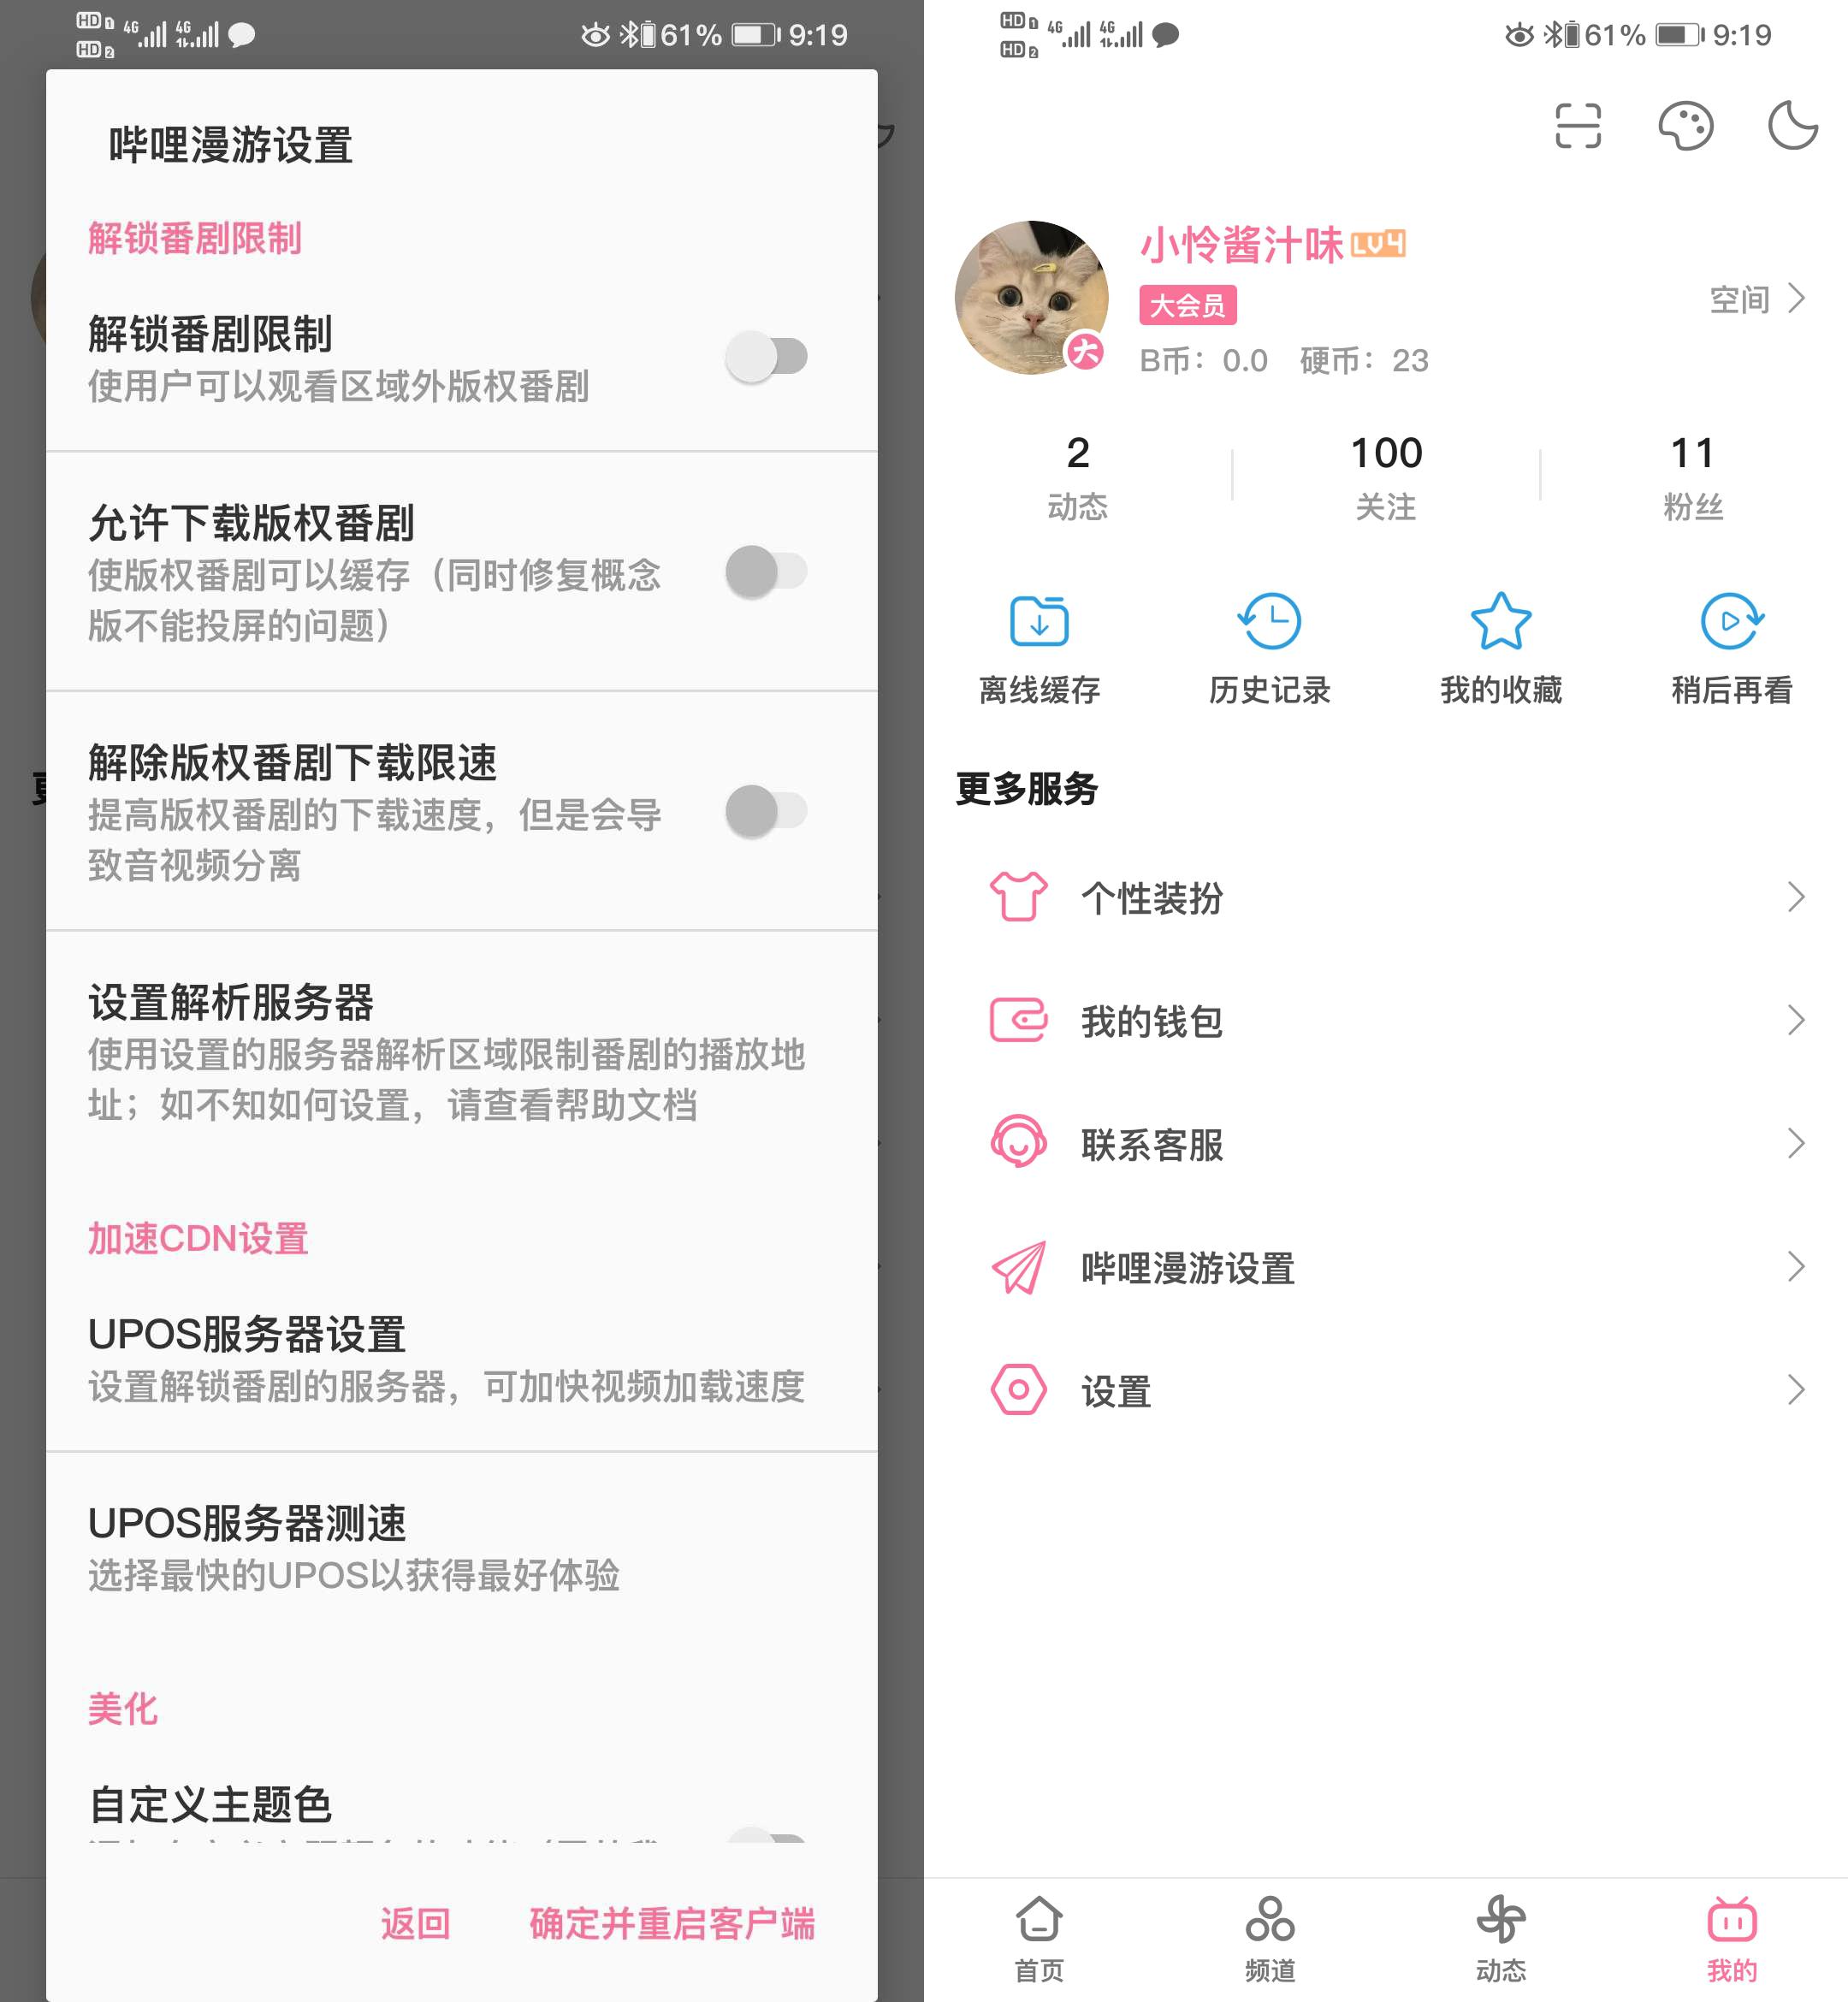 HD 1 4G 4G 61% 9:19
HD 2
哔哩漫游设置
解锁番剧限制
解锁番剧限制
使用户可以观看区域外版权番剧
允许下载版权番剧
使版权番剧可以缓存（同时修复概念
版不能投屏的问题）
解除版权番剧下载限速
提高版权番剧的下载速度，但是会导
致音视频分离
设置解析服务器
使用设置的服务器解析区域限制番剧的播放地
址；如不知如何设置，请查看帮助文档
加速CDN设置
UPOS服务器设置
设置解锁番剧的服务器，可加快视频加载速度
UPOS服务器测速
选择最快的UPOS以获得最好体验
美化
自定义主题色
返回 确定并重启客户端
HD 1 4G 4G 61% 9:19
HD 2
小怜酱汁味 LV4
大会员
大
B币：0.0 硬币：23
空间
2 100 11
动态 关注 粉丝
离线缓存 历史记录 我的收藏 稍后再看
更多服务
个性装扮
我的钱包
联系客服
哔哩漫游设置
设置
首页 频道 动态 我的